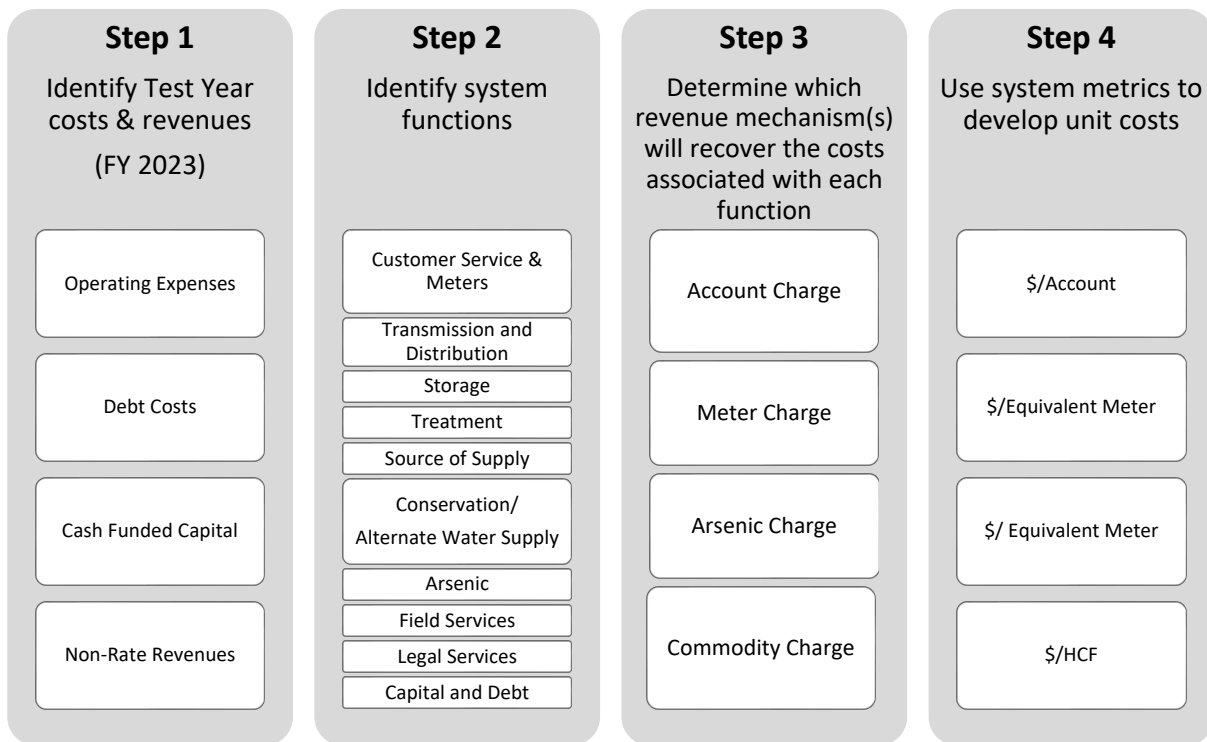 Step 1
Identify Test Year
costs & revenues
(FY 2023)
Operating Expenses
Debt Costs
Cash Funded Capital
Non-Rate Revenues
Step 2
Identify system
functions
Customer Service &
Meters
Transmission and
Distribution
Storage
Treatment
Source of Supply
Conservation/
Alternate Water Supply
Arsenic
Field Services
Legal Services
Capital and Debt
Step 3
Determine which
revenue mechanism(s)
will recover the costs
associated with each
function
Account Charge
Meter Charge
Arsenic Charge
Commodity Charge
Step 4
Use system metrics to
develop unit costs
$/Account
$/Equivalent Meter
$/ Equivalent Meter
$/HCF